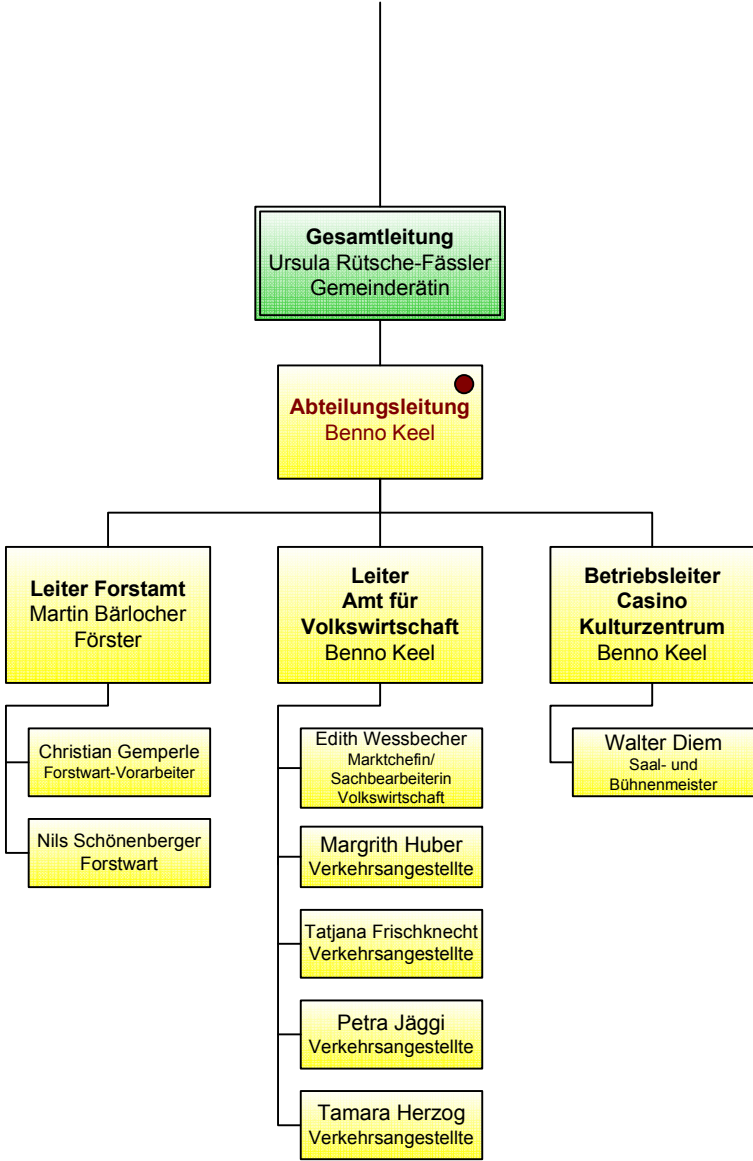 Gesamtleitung
Ursula Rütsche-Fässler
Gemeinderätin
Abteilungsleitung
Benno Keel
Leiter Forstamt
Martin Bärlocher
Förster
Christian Gemperle
Forstwart-Vorarbeiter
Nils Schönenberger
Forstwart
Leiter
Amt für
Volkswirtschaft
Benno Keel
Edith Wessbecher
Marktchefin/
Sachbearbeiterin
Volkswirtschaft
Margrith Huber
Verkehrsangestellte
Tatjana Frischknecht
Verkehrsangestellte
Petra Jäggi
Verkehrsangestellte
Tamara Herzog
Verkehrsangestellte
Betriebsleiter
Casino
Kulturzentrum
Benno Keel
Walter Diem
Saal- und
Bühnenmeister